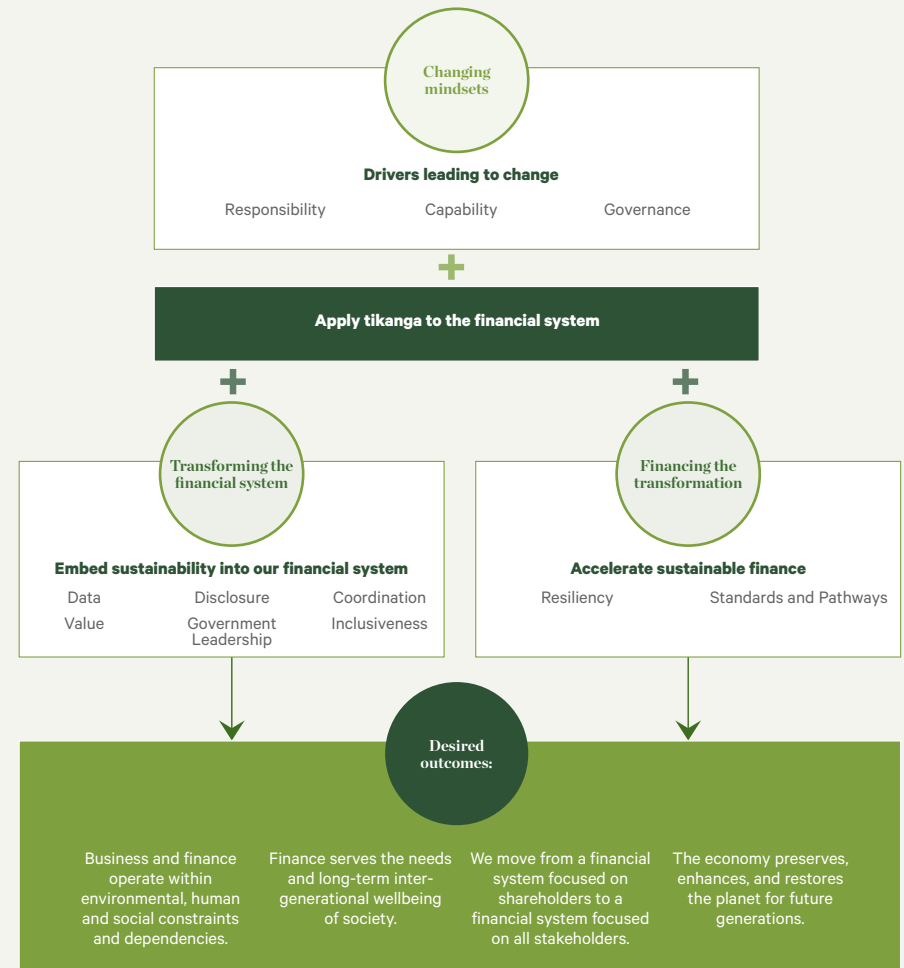 Changing
mindsets
Drivers leading to change
Responsibility Capability Governance
Apply tikanga to the financial system
Transforming the
financial system
Embed sustainability into our financial system
Data Disclosure Coordination
Value Government
Leadership Inclusiveness
Financing the
transformation
Accelerate sustainable finance
Resiliency Standards and Pathways
Desired
outcomes:
Business and finance
operate within
environmental, human
and social constraints
and dependencies.
Finance serves the needs
and long-term inter-
generational wellbeing
of society.
We move from a financial
system focused on
shareholders to a
financial system focused
on all stakeholders.
The economy preserves,
enhances, and restores
the planet for future
generations.